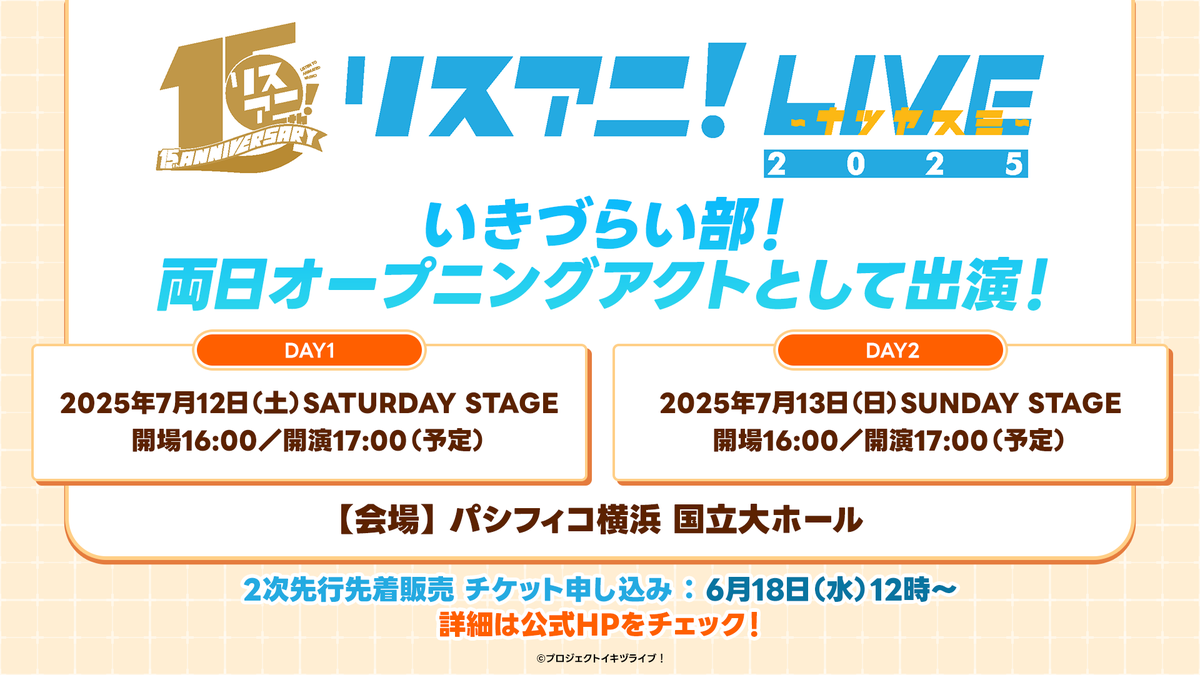 15th
リスアニ!
LISTEN TO ANIMATED MUSIC!
15th ANNIVERSARY
リスアニ!LIVE
~ナツヤスミ~
2025
いきづらい部!
両日オープニングアクトとして出演!
DAY1
2025年7月12日(土)SATURDAY STAGE
開場16:00/開演17:00(予定)
DAY2
2025年7月13日(日)SUNDAY STAGE
開場16:00/開演17:00(予定)
【会場】パシフィコ横浜 国立大ホール
2次先行先着販売 チケット申し込み:6月18日(水)12時~
詳細は公式HPをチェック!
©プロジェクトイキヅライブ!